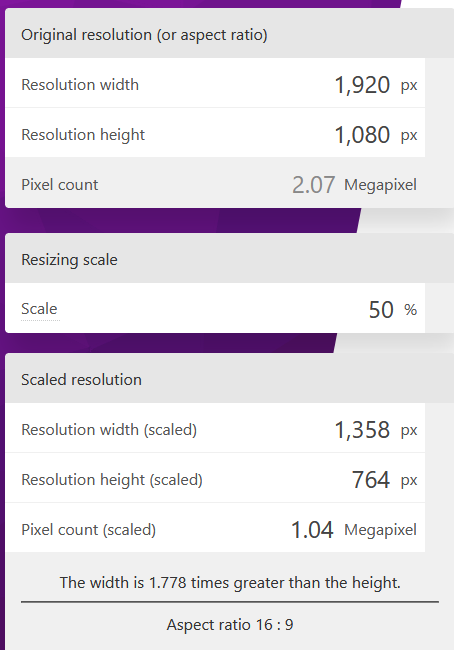 Original resolution (or aspect ratio)
Resolution width 1,920 px
Resolution height 1,080 px
Pixel count 2.07 Megapixel
Resizing scale
Scale 50 %
Scaled resolution
Resolution width (scaled) 1,358 px
Resolution height (scaled) 764 px
Pixel count (scaled) 1.04 Megapixel
The width is 1.778 times greater than the height.
Aspect ratio 16 : 9